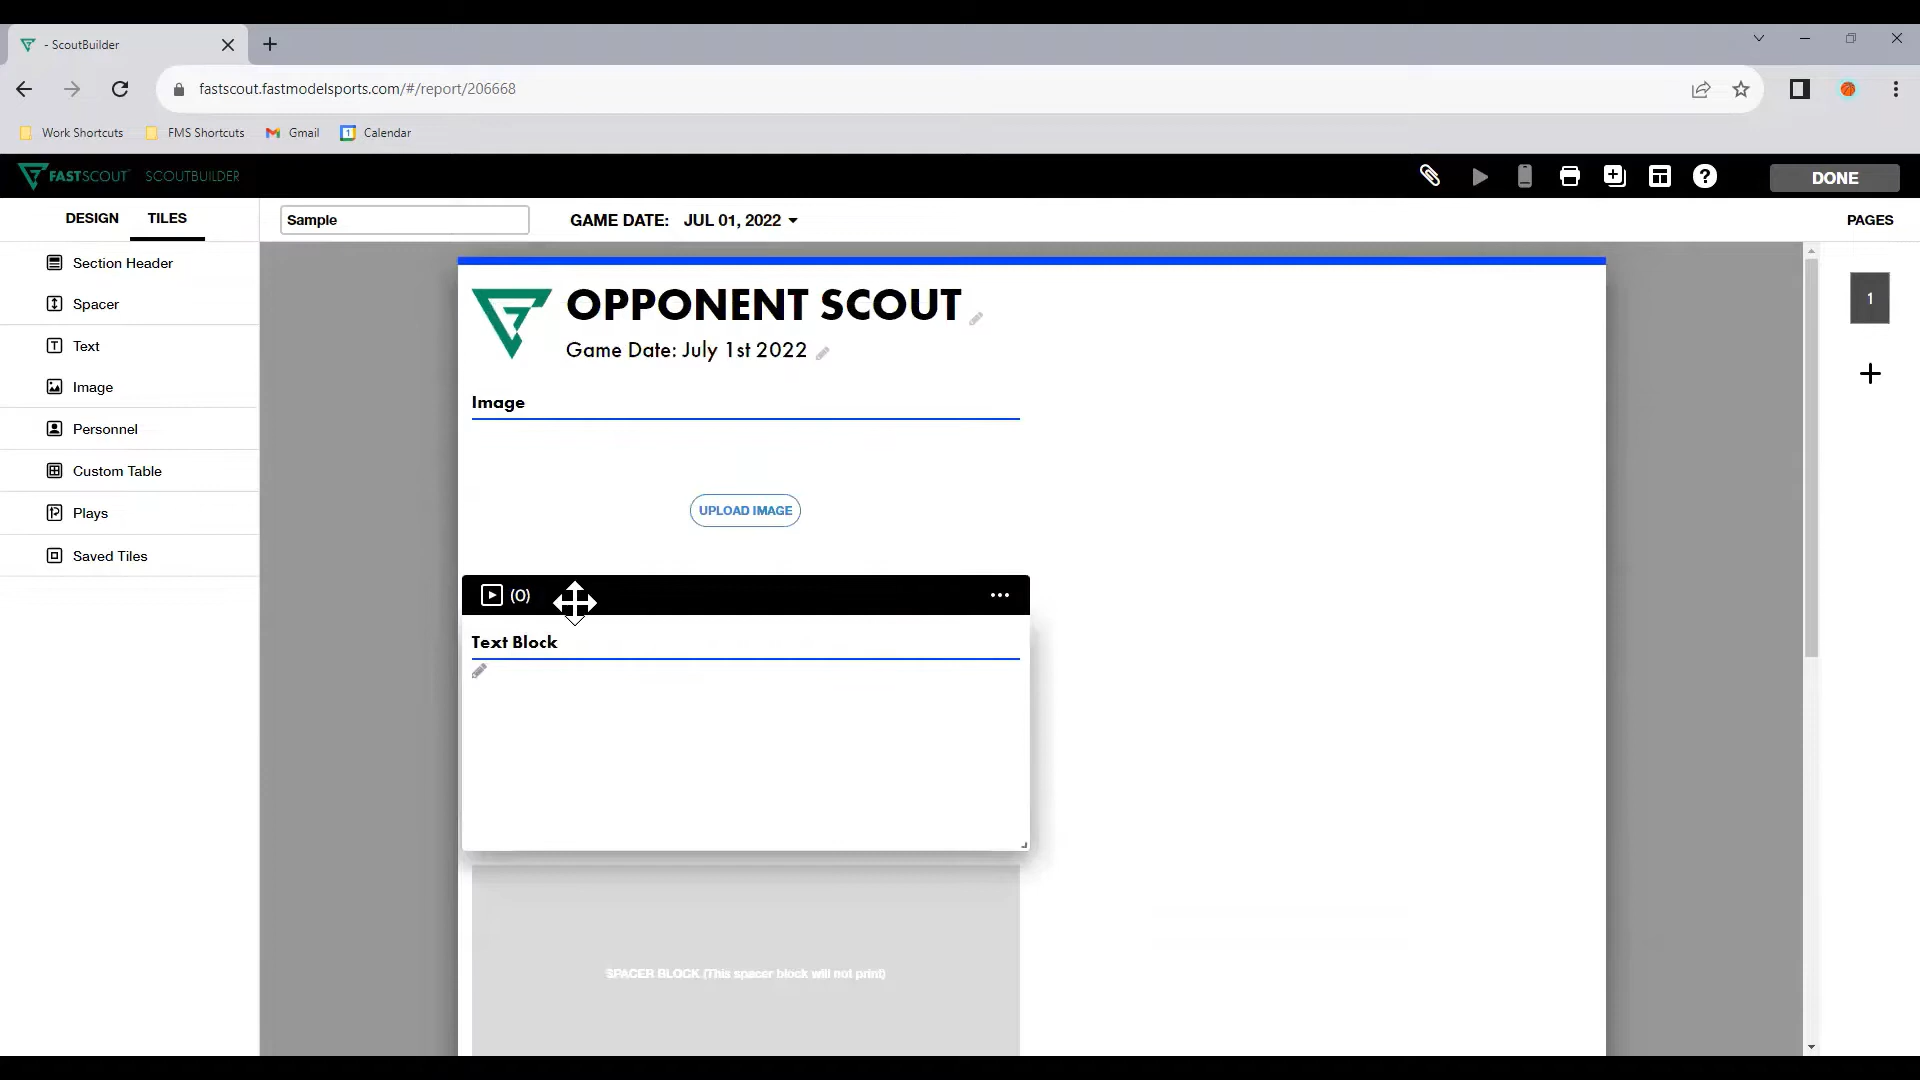 - ScoutBuilder
fastscout.fastmodelsports.com/#/report/206668
Work Shortcuts
FMS Shortcuts
Gmail
1
Calendar
FASTSCOUT
SCOUTBUILDER
?
DONE
DESIGN
TILES
Sample
GAME DATE: JUL 01, 2022
PAGES
Section Header
Spacer
Text
Image
Personnel
Custom Table
Plays
Saved Tiles
OPPONENT SCOUT
Game Date: July 1st 2022
1
Image
UPLOAD IMAGE
(0)
Text Block
SPACER BLOCK (This spacer block will not print)